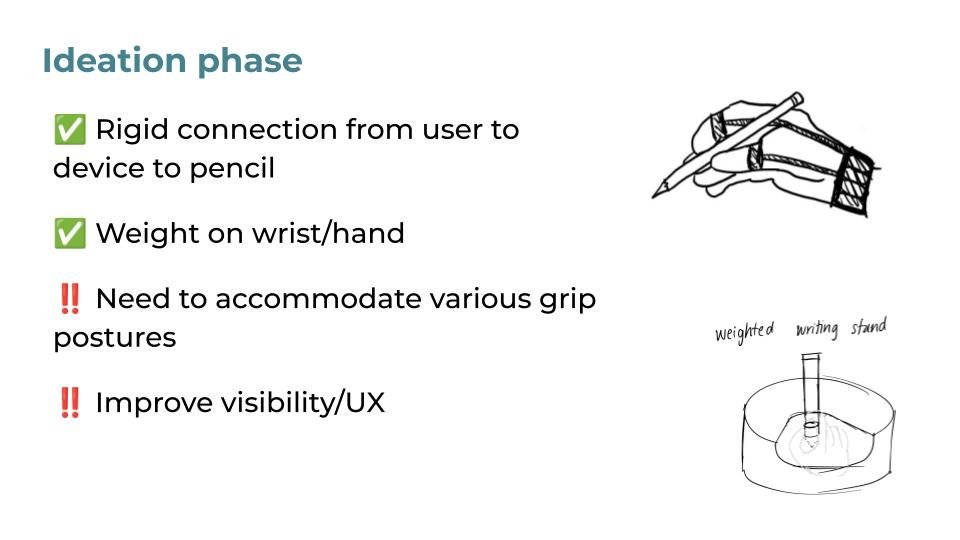 Ideation phase
✅ Rigid connection from user to
device to pencil
✅ Weight on wrist/hand
‼️ Need to accommodate various grip
postures
‼️ Improve visibility/UX
weighted writing stand